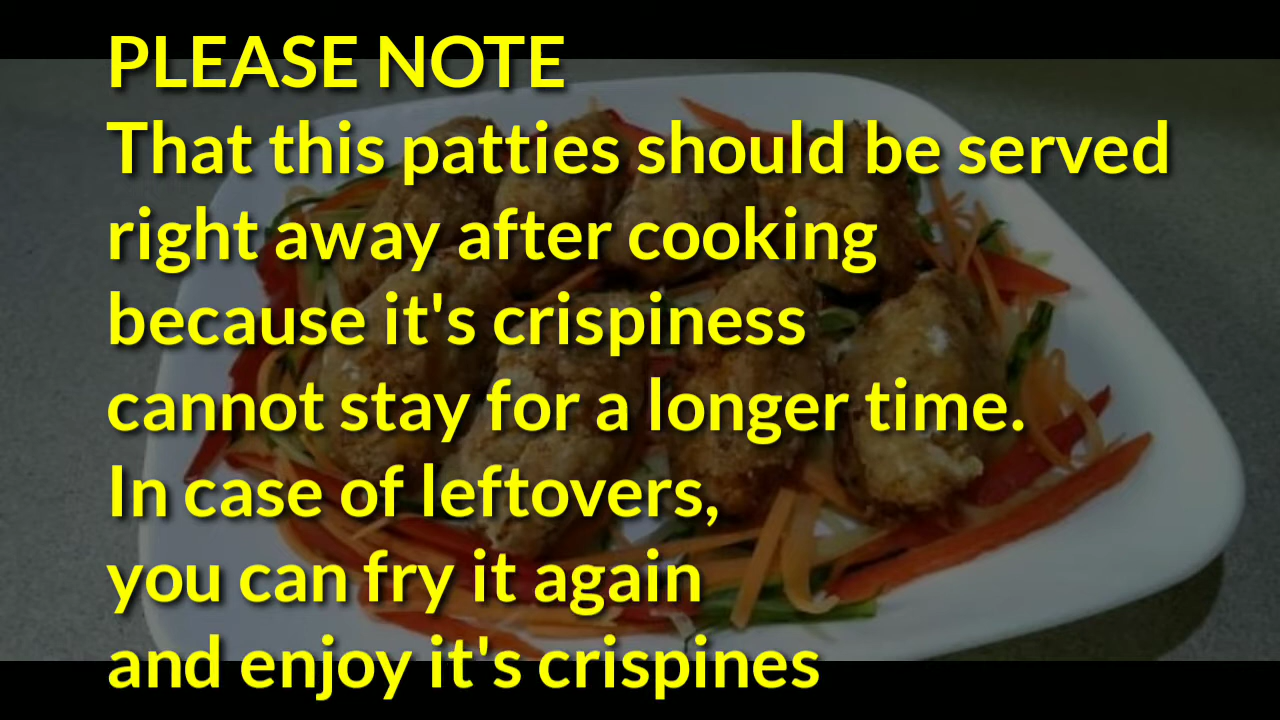 PLEASE NOTE
That this patties should be served
right away after cooking
because it's crispiness
cannot stay for a longer time.
In case of leftovers,
you can fry it again
and enjoy it's crispines